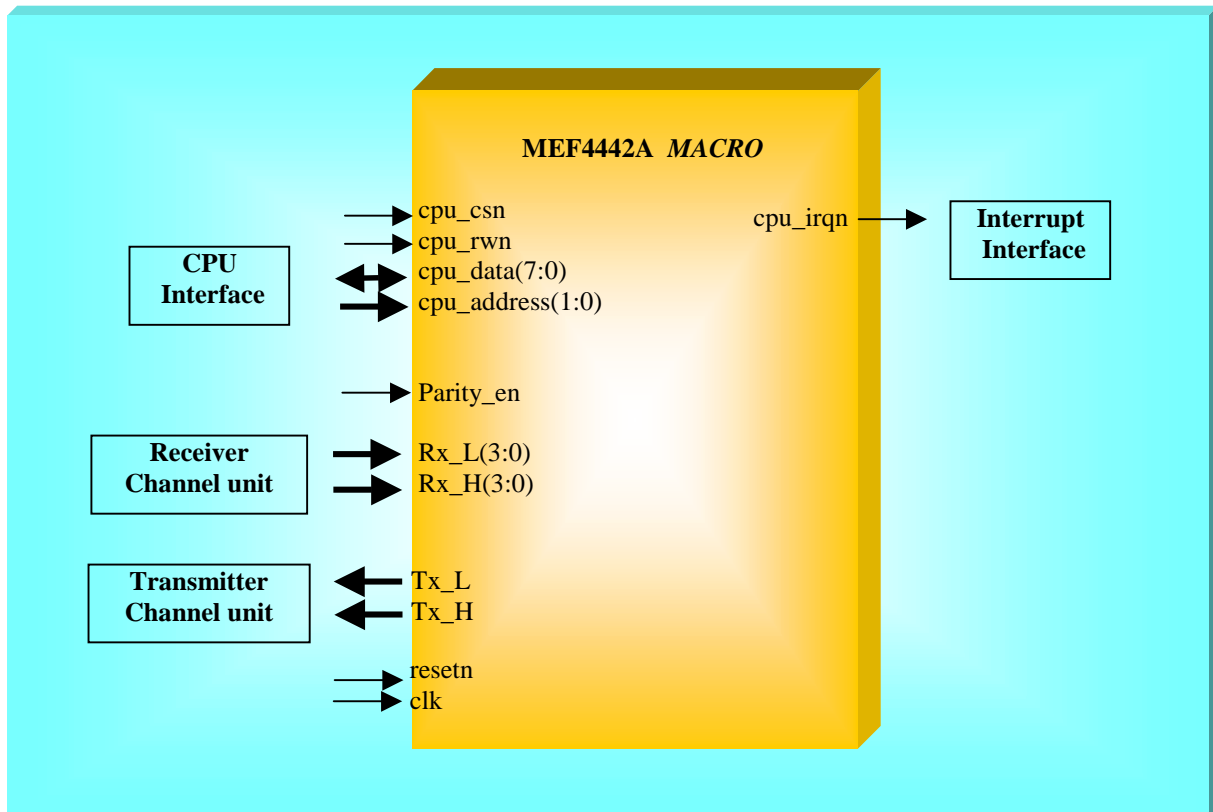 MEF4442A MACRO
cpu_csn
cpu_rwn
cpu_data(7:0)
cpu_address(1:0)
cpu_irqn
CPU
Interface
Interrupt
Interface
Parity_en
Receiver
Channel unit
Rx_L(3:0)
Rx_H(3:0)
Transmitter
Channel unit
Tx_L
Tx_H
resetn
clk